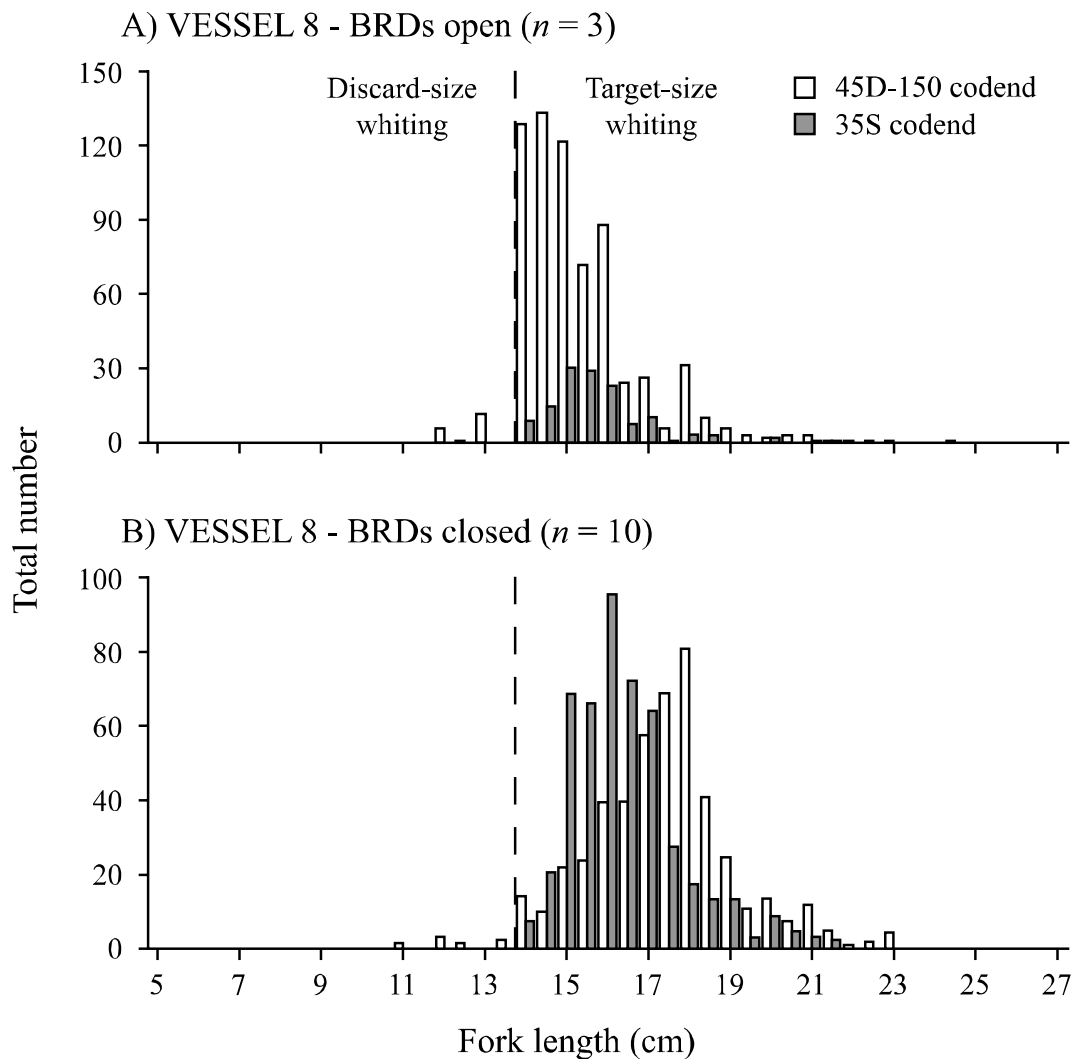 A) VESSEL 8 - BRDs open (n = 3)
150
120
90
60
30
0
Discard-size
whiting
Target-size
whiting
45D-150 codend
35S codend
Total number
B) VESSEL 8 - BRDs closed (n = 10)
100
80
60
40
20
0
5 7 9 11 13 15 17 19 21 23 25 27
Fork length (cm)